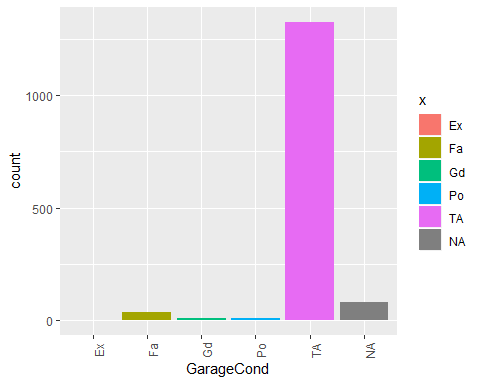 count
1000
500
0
Ex
Fa
Gd
Po
TA
NA
GarageCond
x
Ex
Fa
Gd
Po
TA
NA